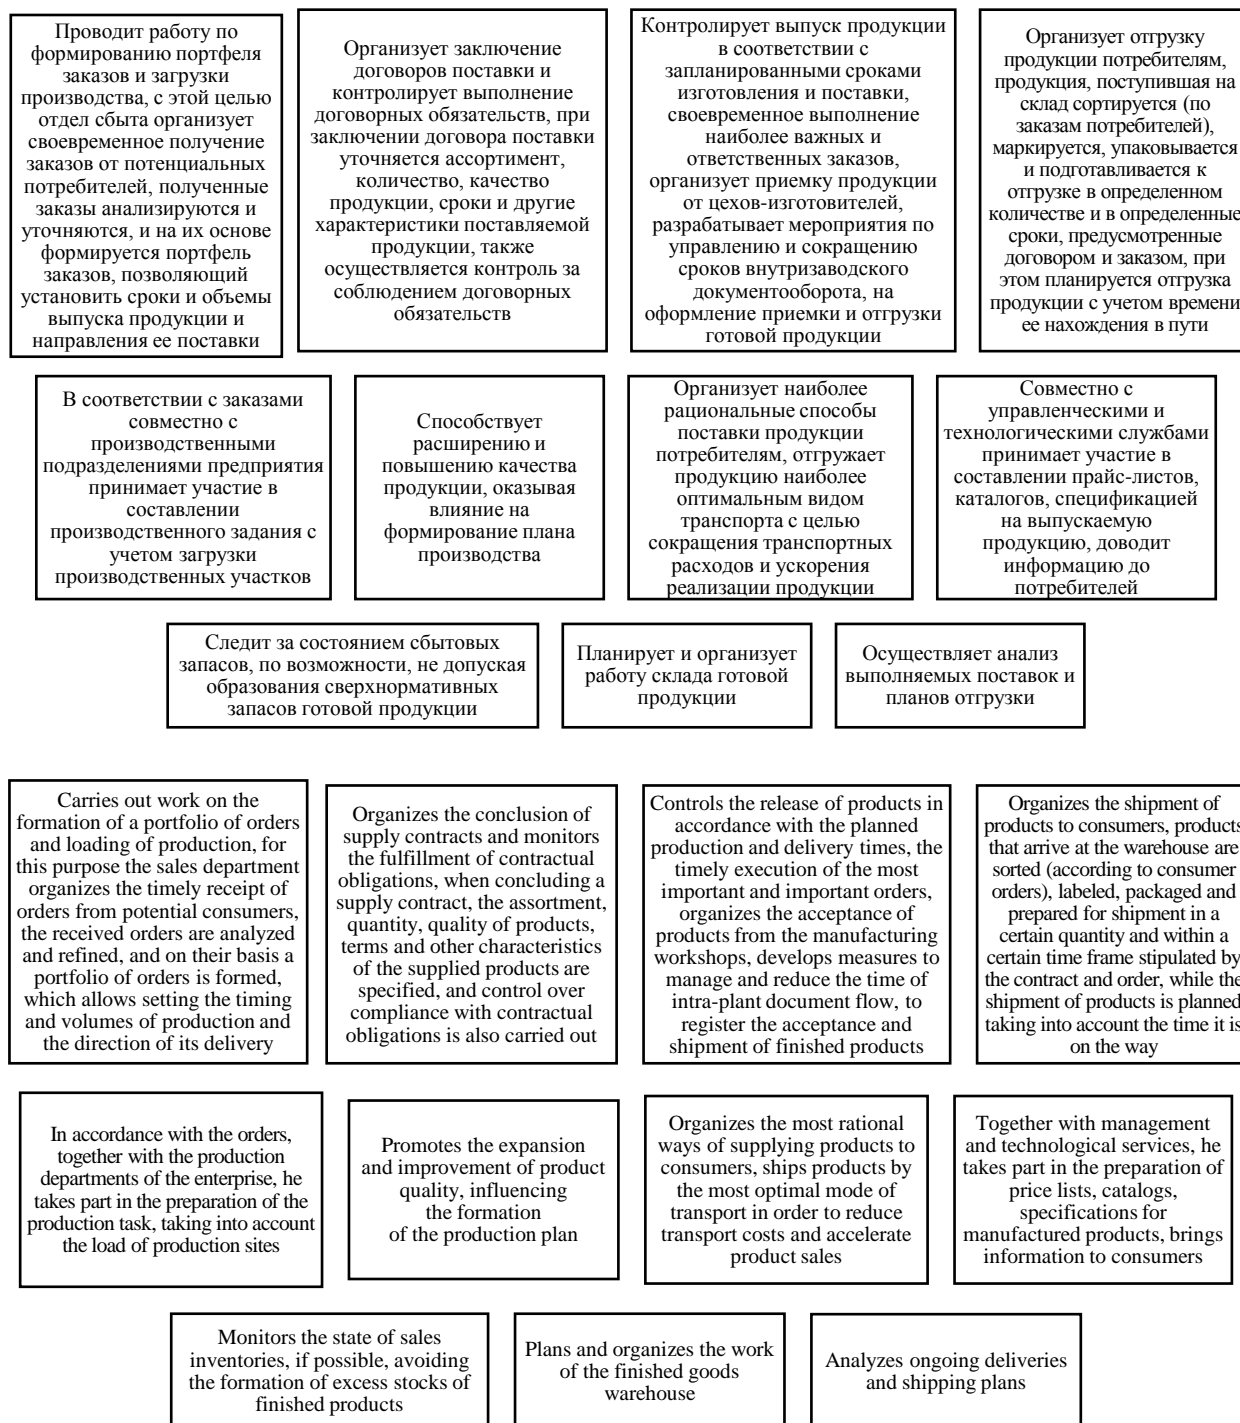 Проводит работу по
формированию портфеля
заказов и загрузки
производства, с этой целью
отдел сбыта организует
своевременное получение
заказов от потенциальных
потребителей, полученные
заказы анализируются и
уточняются, и на их основе
формируется портфель
заказов, позволяющий
установить сроки и объемы
выпуска продукции и
направления ее поставки
Организует заключение
договоров поставки и
контролирует выполнение
договорных обязательств, при
заключении договора поставки
уточняется ассортимент,
количество, качество
продукции, сроки и другие
характеристики поставляемой
продукции, также
осуществляется контроль за
соблюдением договорных
обязательств
Контролирует выпуск продукции
в соответствии с
запланированными сроками
изготовления и поставки,
своевременное выполнение
наиболее важных и
ответственных заказов,
организует приемку продукции
от цехов-изготовителей,
разрабатывает мероприятия по
управлению и сокращению
сроков внутризаводского
документооборота, на
оформление приемки и отгрузки
готовой продукции
Организует отгрузку
продукции потребителям,
продукция, поступившая на
склад сортируется (по
заказам потребителей),
маркируется, упаковывается
и подготавливается к
отгрузке в определенном
количестве и в определенные
сроки, предусмотренные
договором и заказом, при
этом планируется отгрузка
продукции с учетом времени
ее нахождения в пути
В соответствии с заказами
совместно с
производственными
подразделениями предприятия
принимает участие в
составлении
производственного задания с
учетом загрузки
производственных участков
Способствует
расширению и
повышению качества
продукции, оказывая
влияние на
формирование плана
производства
Организует наиболее
рациональные способы
поставки продукции
потребителям, отгружает
продукцию наиболее
оптимальным видом
транспорта с целью
сокращения транспортных
расходов и ускорения
реализации продукции
Совместно с
управленческими и
технологическими службами
принимает участие в
составлении прайс-листов,
каталогов, спецификацией
на выпускаемую
продукцию, доводит
информацию до
потребителей
Следит за состоянием сбытовых
запасов, по возможности, не допуская
образования сверхнормативных
запасов готовой продукции
Планирует и организует
работу склада готовой
продукции
Осуществляет анализ
выполняемых поставок и
планов отгрузки
Carries out work on the
formation of a portfolio of orders
and loading of production, for
this purpose the sales department
organizes the timely receipt of
orders from potential consumers,
the received orders are analyzed
and refined, and on their basis a
portfolio of orders is formed,
which allows setting the timing
and volumes of production and
the direction of its delivery
Organizes the conclusion of
supply contracts and monitors
the fulfillment of contractual
obligations, when concluding a
supply contract, the assortment,
quantity, quality of products,
terms and other characteristics
of the supplied products are
specified, and control over
compliance with contractual
obligations is also carried out
Controls the release of products in
accordance with the planned
production and delivery times, the
timely execution of the most
important and important orders,
organizes the acceptance of
products from the manufacturing
workshops, develops measures to
manage and reduce the time of
intra-plant document flow, to
register the acceptance and
shipment of finished products
Organizes the shipment of
products to consumers, products
that arrive at the warehouse are
sorted (according to consumer
orders), labeled, packaged and
prepared for shipment in a
certain quantity and within a
certain time frame stipulated by
the contract and order, while the
shipment of products is planned
taking into account the time it is
on the way
In accordance with the orders,
together with the production
departments of the enterprise, he
takes part in the preparation of the
production task, taking into account
the load of production sites
Promotes the expansion
and improvement of product
quality, influencing
the formation
of the production plan
Organizes the most rational
ways of supplying products to
consumers, ships products by
the most optimal mode of
transport in order to reduce
transport costs and accelerate
product sales
Together with management
and technological services, he
takes part in the preparation of
price lists, catalogs,
specifications for
manufactured products, brings
information to consumers
Monitors the state of sales
inventories, if possible, avoiding
the formation of excess stocks of
finished products
Plans and organizes the work
of the finished goods
warehouse
Analyzes ongoing deliveries
and shipping plans